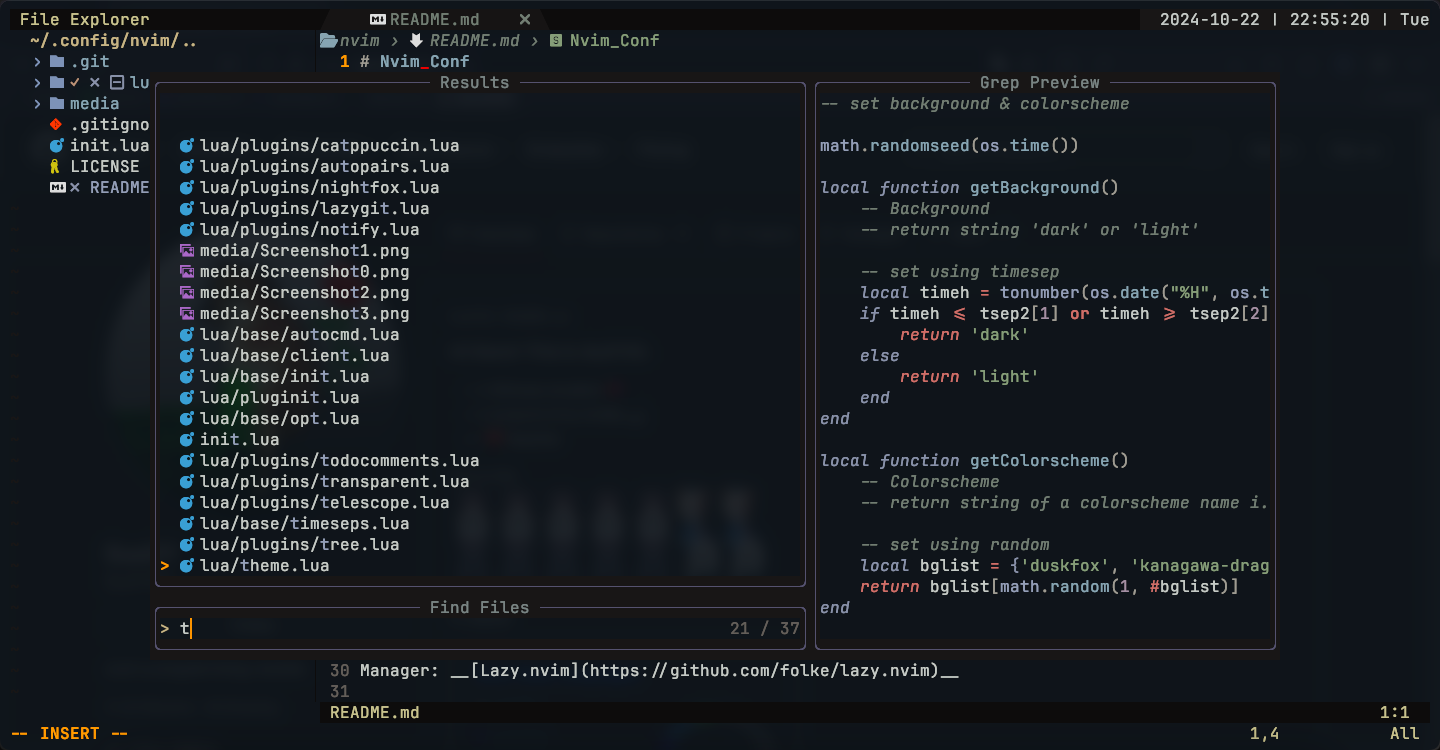 File Explorer
README.md
2024-10-22 | 22:55:20 | Tue
~/.config/nvim/..
.git
lu
media
.gitigno
init.lua
LICENSE
README
nvim › README.md › Nvim_Conf
1 # Nvim_Conf
Results
lua/plugins/catppuccin.lua
lua/plugins/autopairs.lua
lua/plugins/nightfox.lua
lua/plugins/lazygit.lua
lua/plugins/notify.lua
media/Screenshot1.png
media/Screenshot0.png
media/Screenshot2.png
media/Screenshot3.png
lua/base/autocmd.lua
lua/base/client.lua
lua/base/init.lua
lua/pluginit.lua
lua/base/opt.lua
init.lua
lua/plugins/todocomments.lua
lua/plugins/transparent.lua
lua/plugins/telescope.lua
lua/base/timeseps.lua
lua/plugins/tree.lua
> lua/theme.lua
Find Files
> t
21 / 37
Grep Preview
-- set background & colorscheme
math.randomseed(os.time())
local function getBackground()
-- Background
-- return string 'dark' or 'light'
-- set using timesep
local timeh = tonumber(os.date("%H", os.t
if timeh <= tsep2[1] or timeh >= tsep2[2]
return 'dark'
else
return 'light'
end
end
local function getColorscheme()
-- Colorscheme
-- return string of a colorscheme name i.
-- set using random
local bglist = {'duskfox', 'kanagawa-drag
return bglist[math.random(1, #bglist)]
end
30 Manager: __[Lazy.nvim](https://github.com/folke/lazy.nvim)__
31
README.md
1:1
-- INSERT --
1,4
All